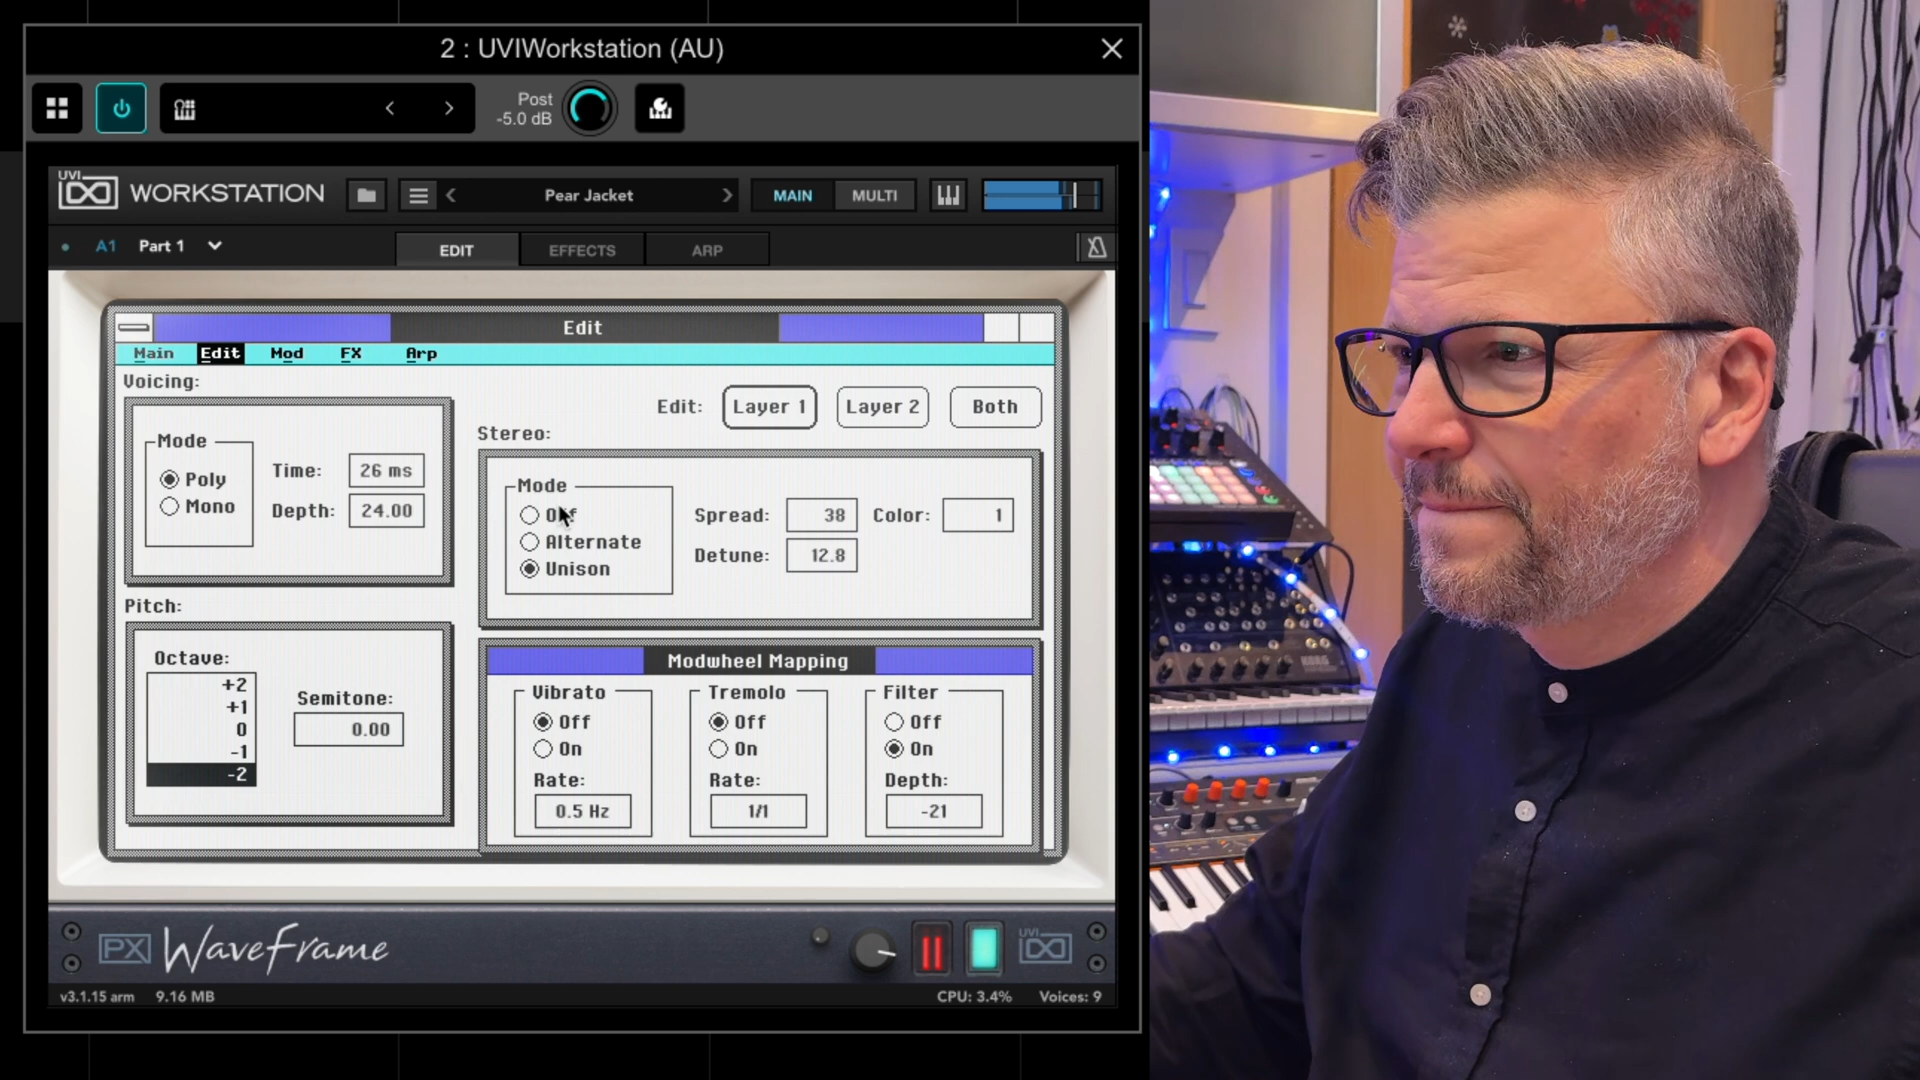 2 : UVIWorkstation (AU)
Post
-5.0 dB
UVI
WORKSTATION
Pear Jacket
MAIN
MULTI
A1
Part 1
EDIT
EFFECTS
ARP
Edit
Main
Edit
Mod
FX
Arp
Voicing:
Mode
Poly
Mono
Time:
26 ms
Depth:
24.00
Edit:
Layer 1
Layer 2
Both
Stereo:
Mode
Off
Alternate
Unison
Spread:
38
Color:
1
Detune:
12.8
Pitch:
Octave:
+2
+1
0
-1
-2
Semitone:
0.00
Modwheel Mapping
Vibrato
Off
On
Rate:
0.5 Hz
Tremolo
Off
On
Rate:
1/1
Filter
Off
On
Depth:
-21
PX WaveFrame
UVI
v3.1.15 arm
9.16 MB
CPU: 3.4%
Voices: 9
KORG